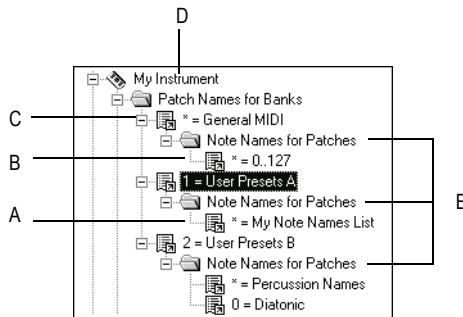 D
My Instrument
Patch Names for Banks
C
* = General MIDI
Note Names for Patches
B
* = 0..127
1 = User Presets A
E
Note Names for Patches
A
* = My Note Names List
2 = User Presets B
Note Names for Patches
* = Percussion Names
0 = Diatonic